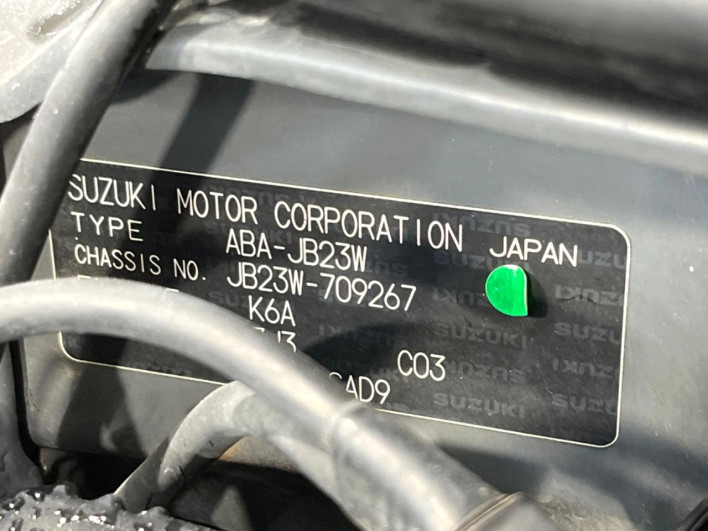 SUZUKI MOTOR CORPORATION JAPAN
TYPE ABA-JB23W
CHASSIS NO. JB23W-709267
K6A
C03